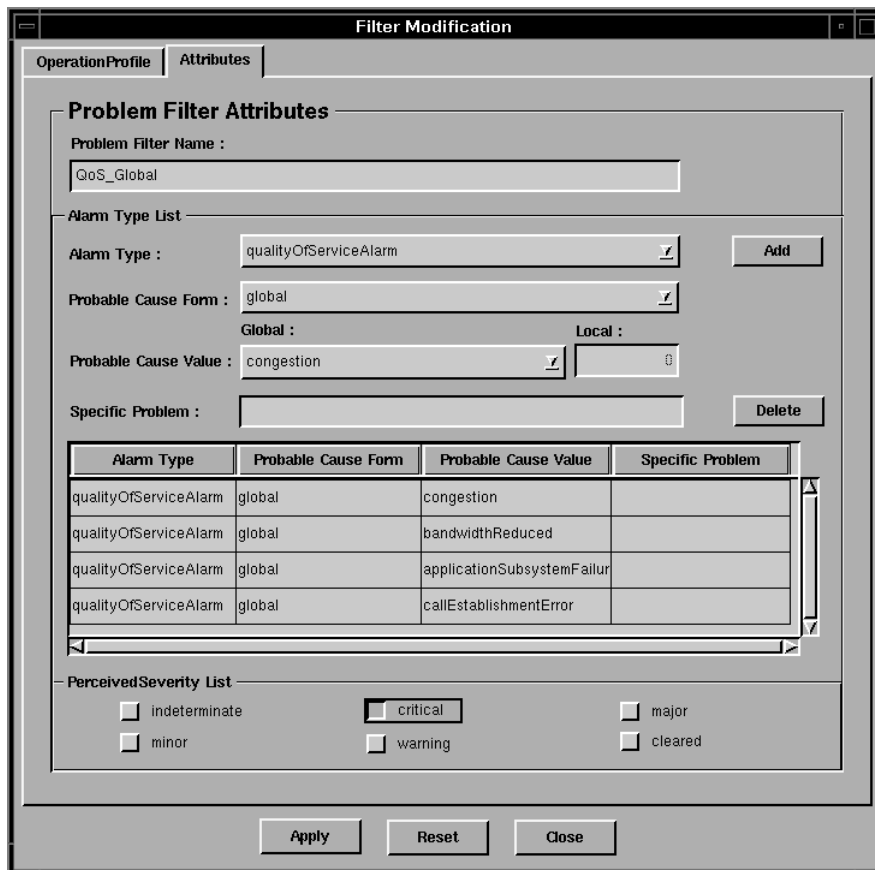 Filter Modification
OperationProfile Attributes
Problem Filter Attributes
Problem Filter Name :
QoS_Global
Alarm Type List
Alarm Type : qualityOfServiceAlarm Add
Probable Cause Form : global
Global : Local :
Probable Cause Value : congestion 0
Specific Problem : Delete
Alarm Type Probable Cause Form Probable Cause Value Specific Problem
qualityOfServiceAlarm global congestion
qualityOfServiceAlarm global bandwidthReduced
qualityOfServiceAlarm global applicationSubsystemFailur
qualityOfServiceAlarm global callEstablishmentError
PerceivedSeverity List
indeterminate critical major
minor warning cleared
Apply Reset Close